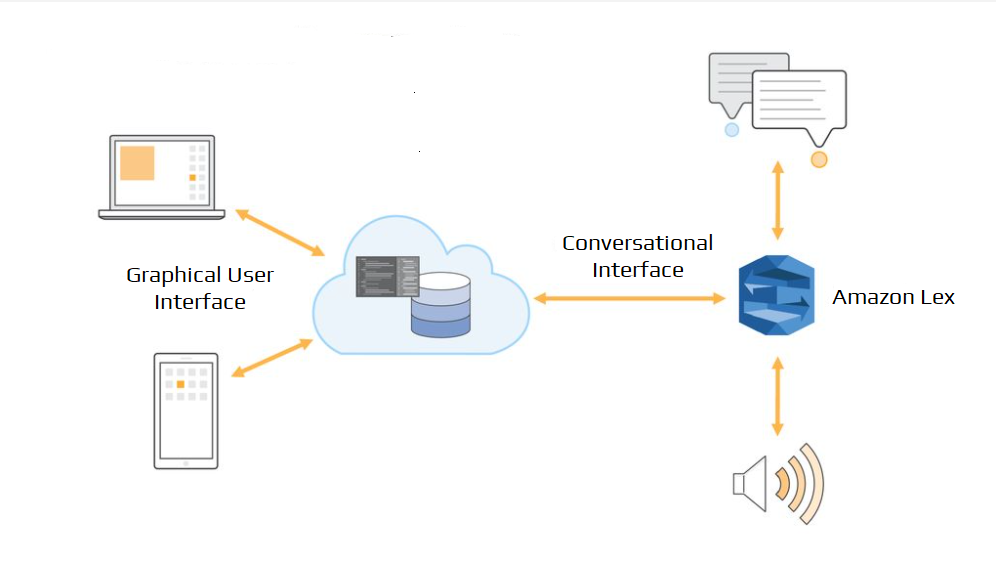 Graphical User
Interface
Conversational
Interface
Amazon Lex